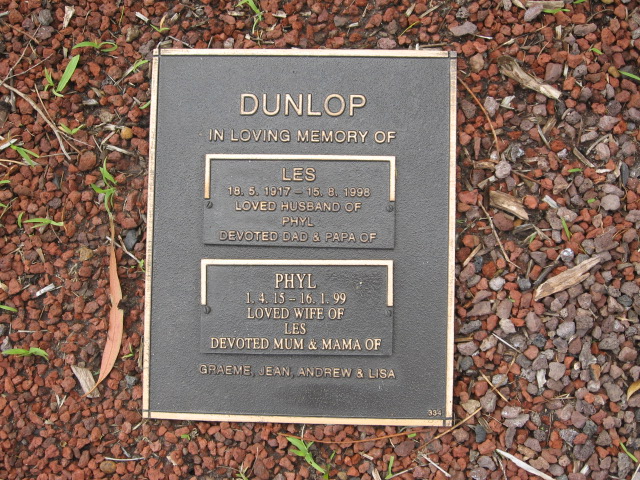 DUNLOP
IN LOVING MEMORY OF
LES
18. 5. 1917 – 15. 8. 1998
LOVED HUSBAND OF
PHYL
DEVOTED DAD & PAPA OF
PHYL
1. 4. 15 – 16. 1. 99
LOVED WIFE OF
LES
DEVOTED MUM & MAMA OF
GRAEME, JEAN, ANDREW & LISA
334